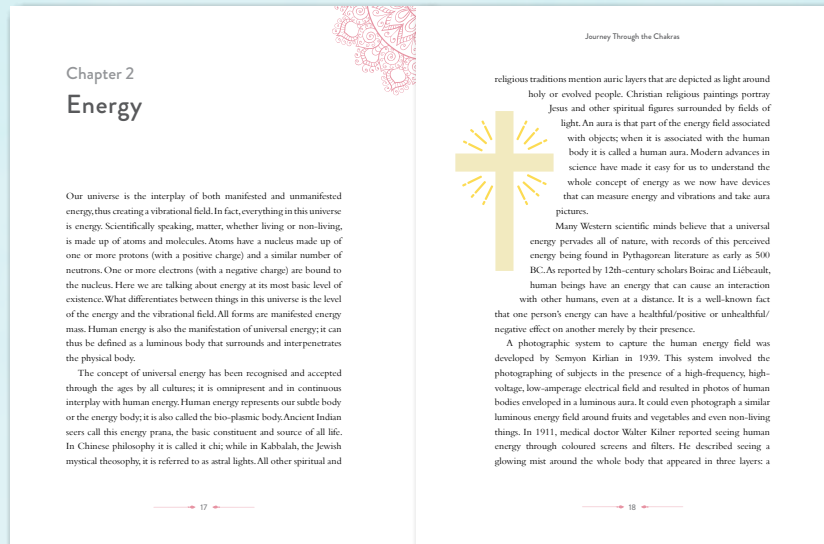 Chapter 2
Energy
Our universe is the interplay of both manifested and unmanifested
energy, thus creating a vibrational field. In fact, everything in this universe
is energy. Scientifically speaking, matter, whether living or non-living,
is made up of atoms and molecules. Atoms have a nucleus made up of
one or more protons (with a positive charge) and a similar number of
neutrons. One or more electrons (with a negative charge) are bound to
the nucleus. Here we are talking about energy at its most basic level of
existence. What differentiates between things in this universe is the level
of the energy and the vibrational field. All forms are manifested energy
mass. Human energy is also the manifestation of universal energy; it can
thus be defined as a luminous body that surrounds and interpenetrates
the physical body.
The concept of universal energy has been recognised and accepted
through the ages by all cultures; it is omnipresent and in continuous
interplay with human energy. Human energy represents our subtle body
or the energy body; it is also called the bio-plasmic body. Ancient Indian
seers call this energy prana, the basic constituent and source of all life.
In Chinese philosophy it is called it chi; while in Kabbalah, the Jewish
mystical theosophy, it is referred to as astral lights. All other spiritual and
17
Journey Through the Chakras
religious traditions mention auric layers that are depicted as light around
holy or evolved people. Christian religious paintings portray
Jesus and other spiritual figures surrounded by fields of
light. An aura is that part of the energy field associated
with objects; when it is associated with the human
body it is called a human aura. Modern advances in
science have made it easy for us to understand the
whole concept of energy as we now have devices
that can measure energy and vibrations and take aura
pictures.
Many Western scientific minds believe that a universal
energy pervades all of nature, with records of this perceived
energy being found in Pythagorean literature as early as 500
BC. As reported by 12th-century scholars Boirac and Liébeault,
human beings have an energy that can cause an interaction
with other humans, even at a distance. It is a well-known fact
that one person's energy can have a healthful/positive or unhealthful/
negative effect on another merely by their presence.
A photographic system to capture the human energy field was
developed by Semyon Kirlian in 1939. This system involved the
photographing of subjects in the presence of a high-frequency, high-
voltage, low-amperage electrical field and resulted in photos of human
bodies enveloped in a luminous aura. It could even photograph a similar
luminous energy field around fruits and vegetables and even non-living
things. In 1911, medical doctor Walter Kilner reported seeing human
energy through coloured screens and filters. He described seeing a
glowing mist around the whole body that appeared in three layers: a
18